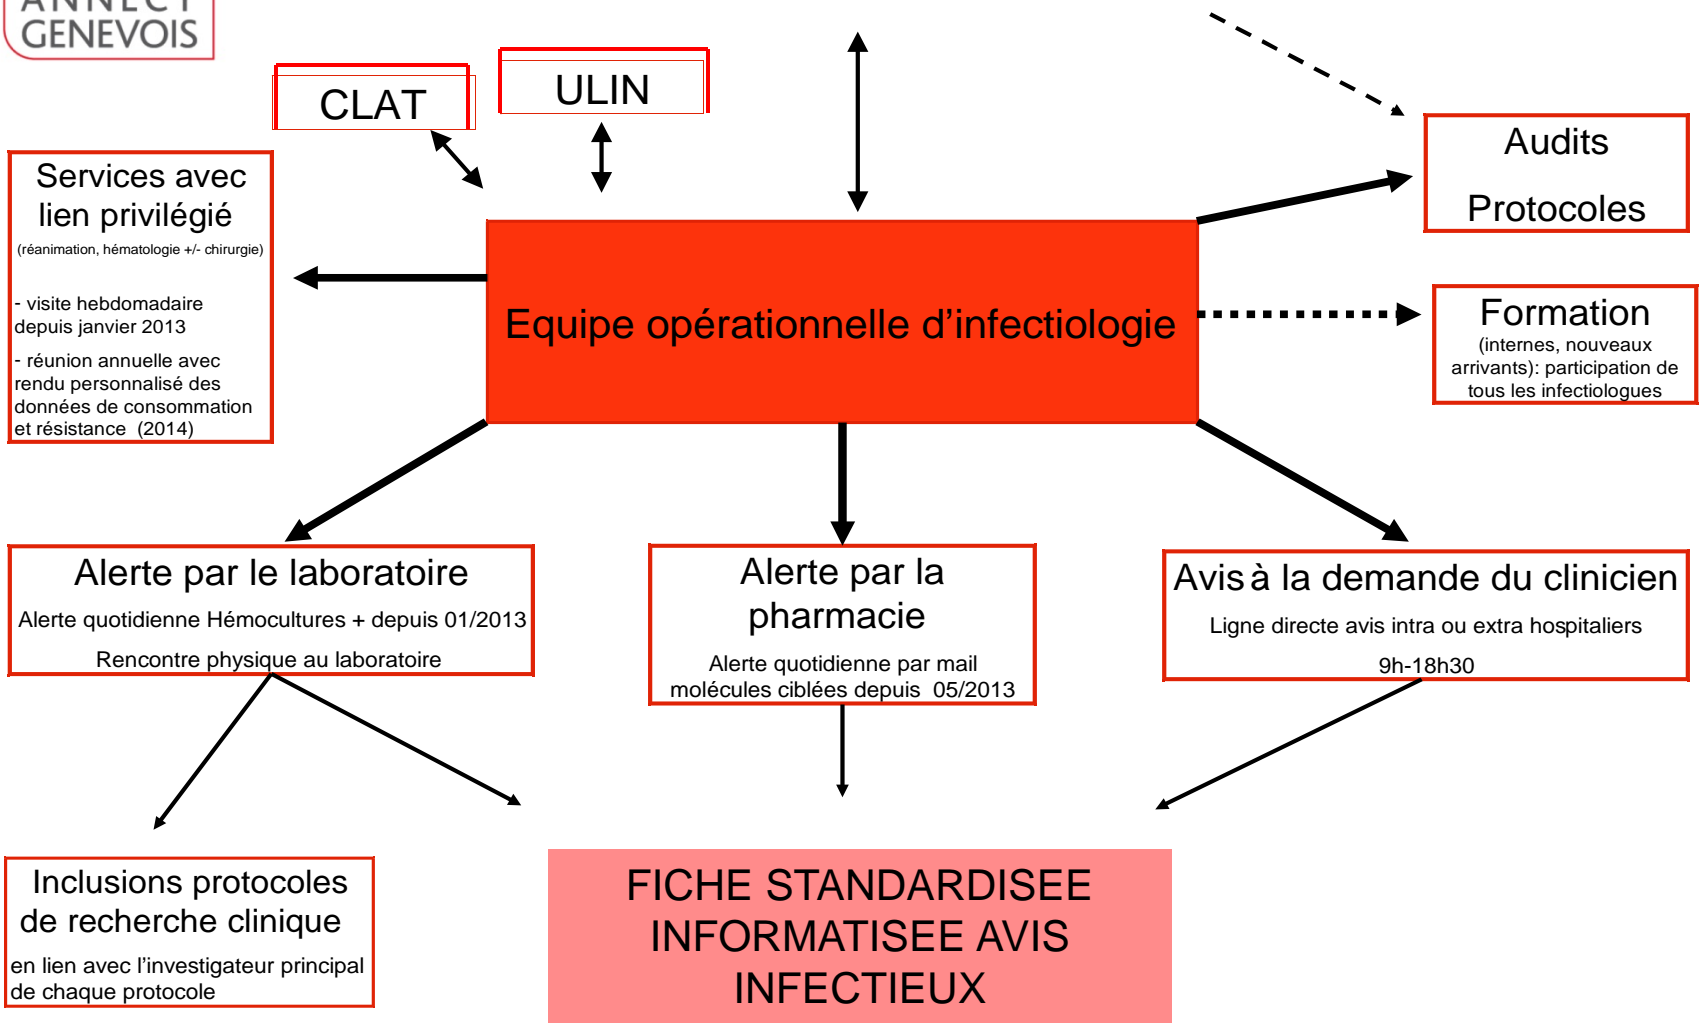 GENEVOIS
CLAT
ULIN
Services avec
lien privilégié
(réanimation, hématologie +/- chirurgie)
- visite hebdomadaire
depuis janvier 2013
- réunion annuelle avec
rendu personnalisé des
données de consommation
et résistance (2014)
Audits
Protocoles
Equipe opérationnelle d’infectiologie
Formation
(internes, nouveaux
arrivants): participation de
tous les infectiologues
Alerte par le laboratoire
Alerte quotidienne Hémocultures + depuis 01/2013
Rencontre physique au laboratoire
Alerte par la
pharmacie
Alerte quotidienne par mail
molécules ciblées depuis 05/2013
Avis à la demande du clinicien
Ligne directe avis intra ou extra hospitaliers
9h-18h30
Inclusions protocoles
de recherche clinique
en lien avec l’investigateur principal
de chaque protocole
FICHE STANDARDISEE
INFORMATISEE AVIS
INFECTIEUX